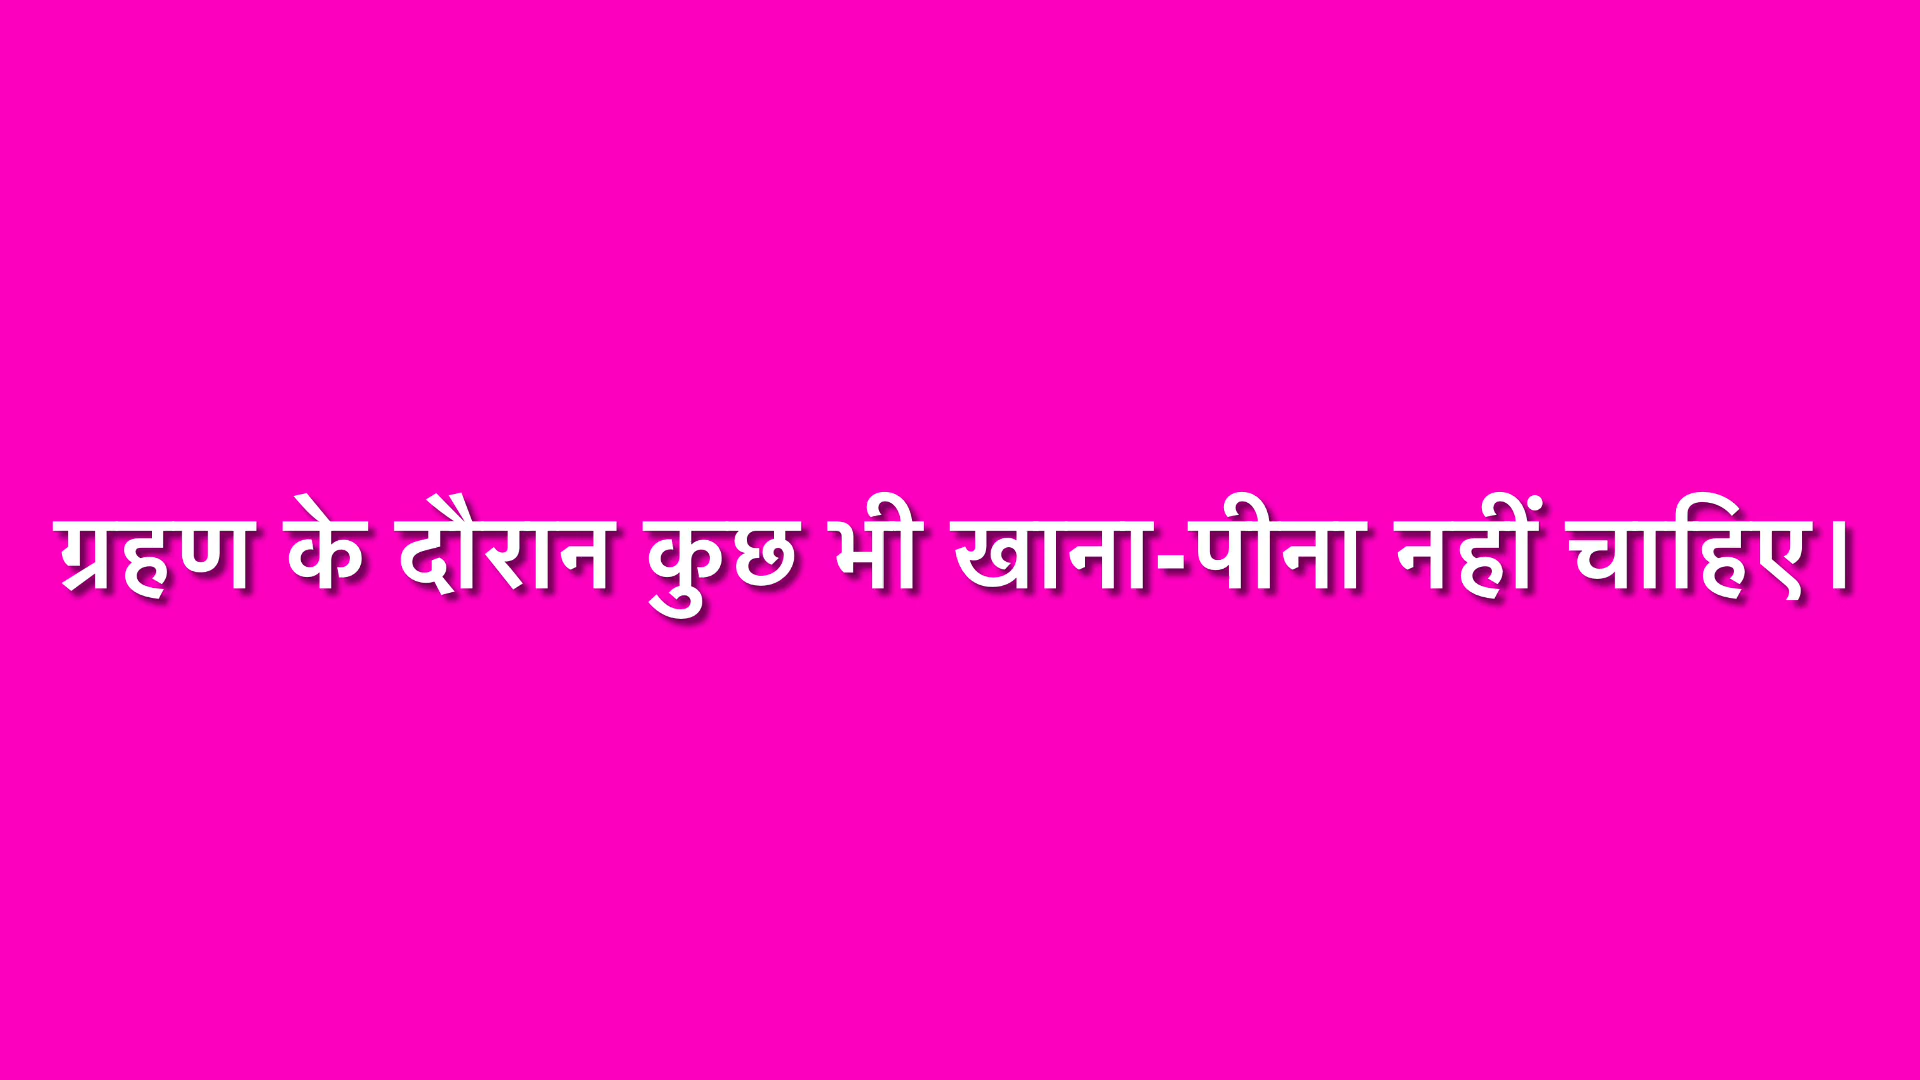 ग्रहण के दौरान कुछ भी खाना-पीना नहीं चाहिए।